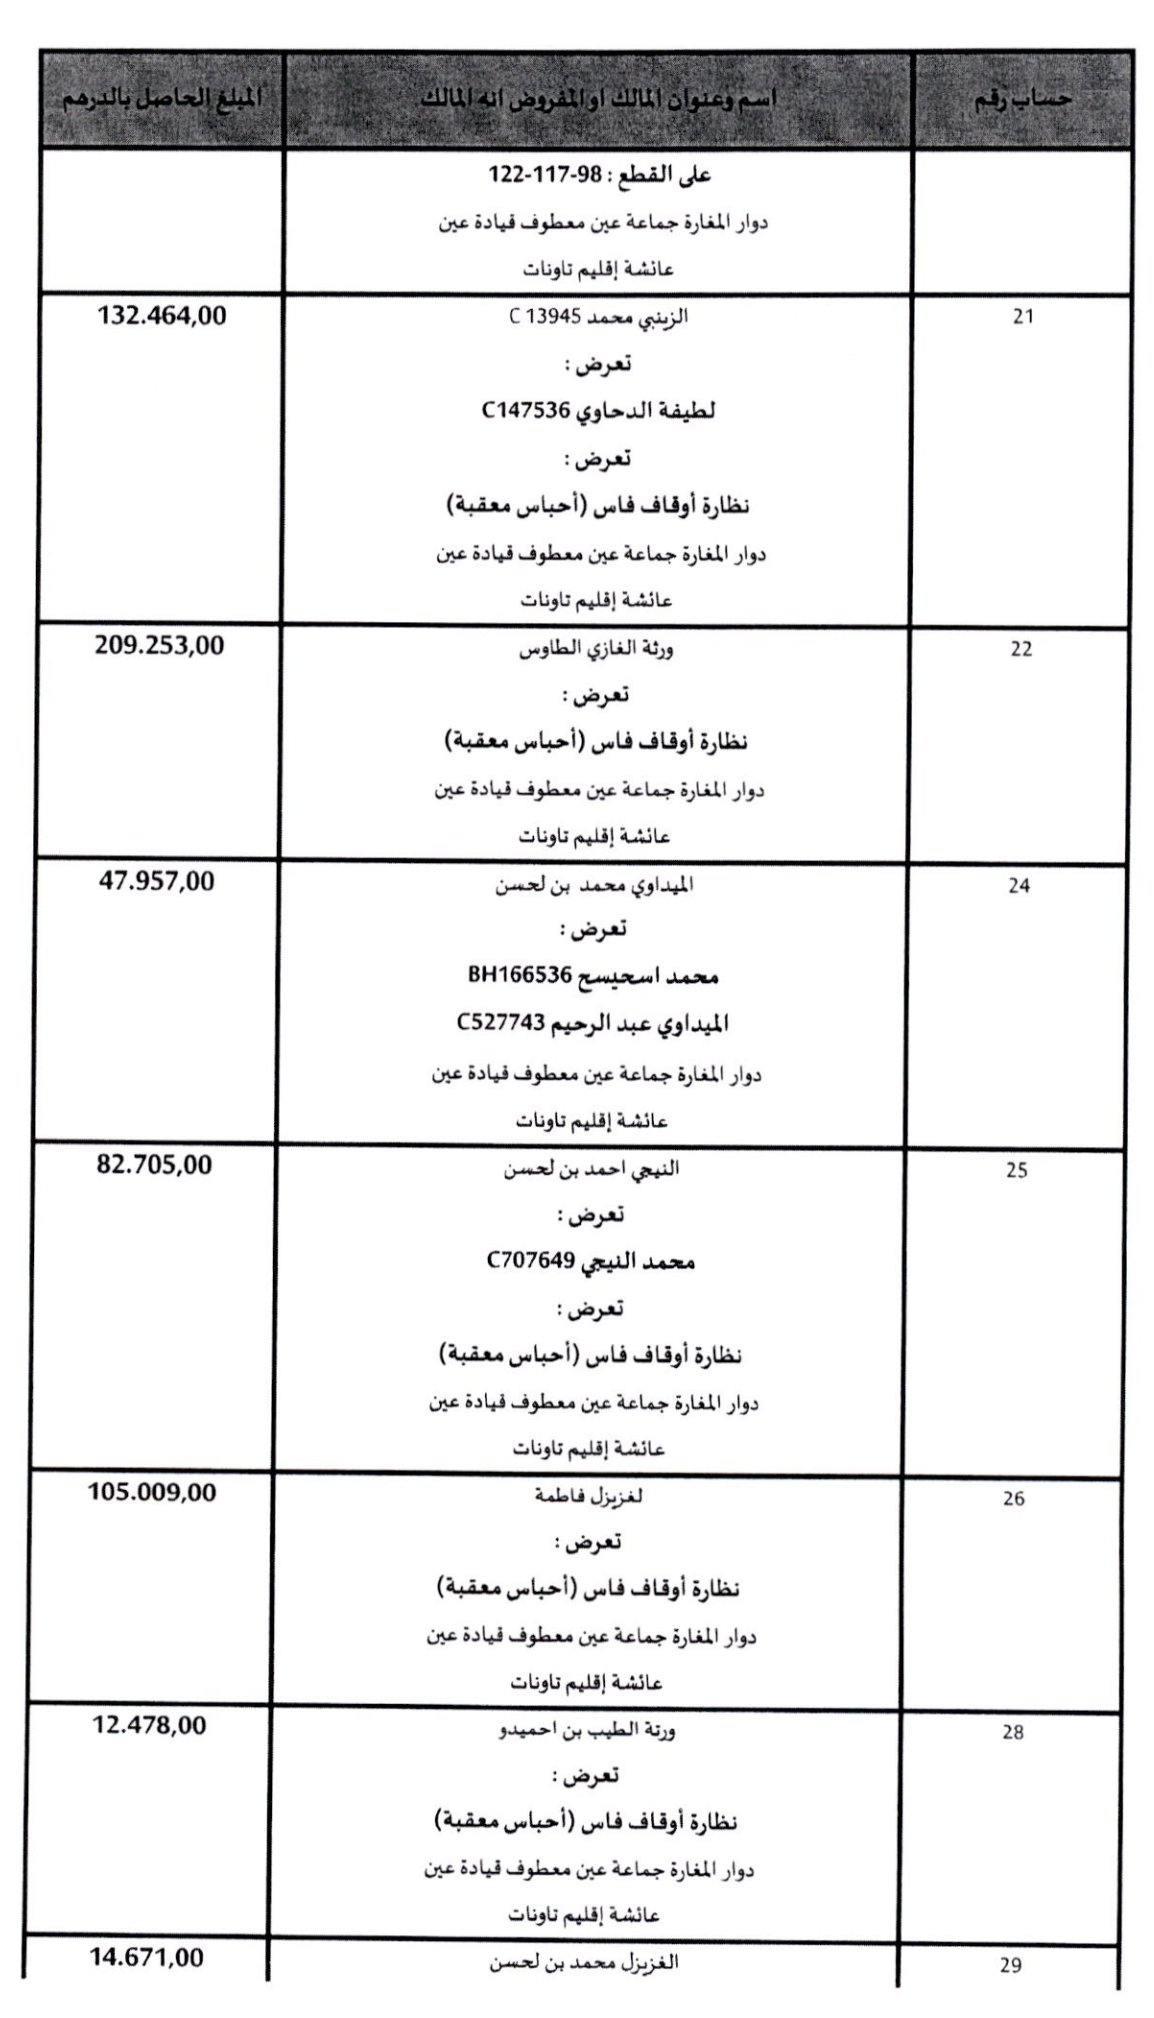 حساب رقم
اسم وعنوان المالك او المفروض انه المالك
المبلغ الحاصل بالدرهم
على القطع : 98-117-122
دوار المغارة جماعة عين معطوف قيادة عين
عائشة إقليم تاونات
21
الزينبي محمد C 13945
132.464,00
تعرض :
لطيفة الدحاوي C147536
تعرض :
نظارة أوقاف فاس (أحباس معقبة)
دوار المغارة جماعة عين معطوف قيادة عين
عائشة إقليم تاونات
22
ورثة الغازي الطاوس
209.253,00
تعرض :
نظارة أوقاف فاس (أحباس معقبة)
دوار المغارة جماعة عين معطوف قيادة عين
عائشة إقليم تاونات
24
الميداوي محمد بن لحسن
47.957,00
تعرض :
محمد اسحيسح BH166536
الميداوي عبد الرحيم C527743
دوار المغارة جماعة عين معطوف قيادة عين
عائشة إقليم تاونات
25
النيجي احمد بن لحسن
82.705,00
تعرض :
محمد النيجي C707649
تعرض :
نظارة أوقاف فاس (أحباس معقبة)
دوار المغارة جماعة عين معطوف قيادة عين
عائشة إقليم تاونات
26
لغزيزل فاطمة
105.009,00
تعرض :
نظارة أوقاف فاس (أحباس معقبة)
دوار المغارة جماعة عين معطوف قيادة عين
عائشة إقليم تاونات
28
ورتة الطيب بن احميدو
12.478,00
تعرض :
نظارة أوقاف فاس (أحباس معقبة)
دوار المغارة جماعة عين معطوف قيادة عين
عائشة إقليم تاونات
29
الغزيزل محمد بن لحسن
14.671,00